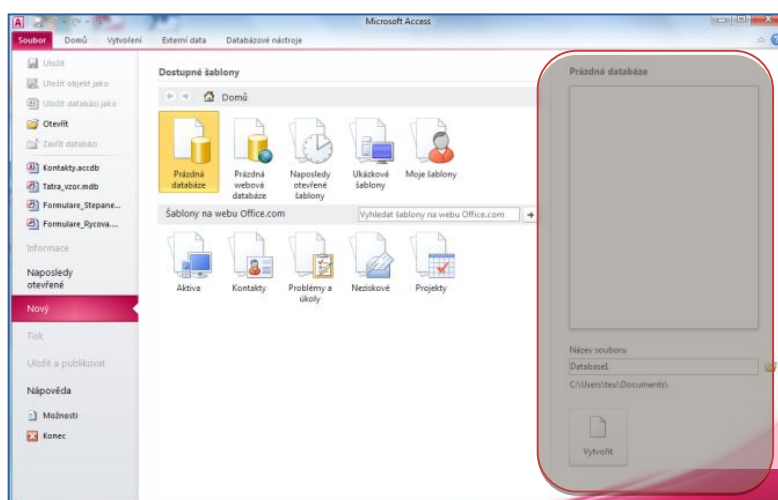 Microsoft Access
Soubor Domů Vytvoření Externí data Databázové nástroje
Uložit
Uložit objekt jako
Uložit databázi jako
Otevřít
Zavřít databázi
Kontakty.accdb
Tatra_vzor.mdb
Formulare_Stepane...
Formulare_Rycova....
Informace
Naposledy
otevřené
Nový
Tisk
Uložit a publikovat
Nápověda
Možnosti
Konec
Dostupné šablony
Domů
Prázdná
databáze
Prázdná
webová
databáze
Naposledy
otevřené
šablony
Ukázkové
šablony
Moje šablony
Šablony na webu Office.com
Vyhledat šablony na webu Office.com
Aktiva
Kontakty
Problémy a
úkoly
Neziskové
Projekty
Prázdná databáze
Název souboru
Database1
C:\Users\teu\Documents\
Vytvořit